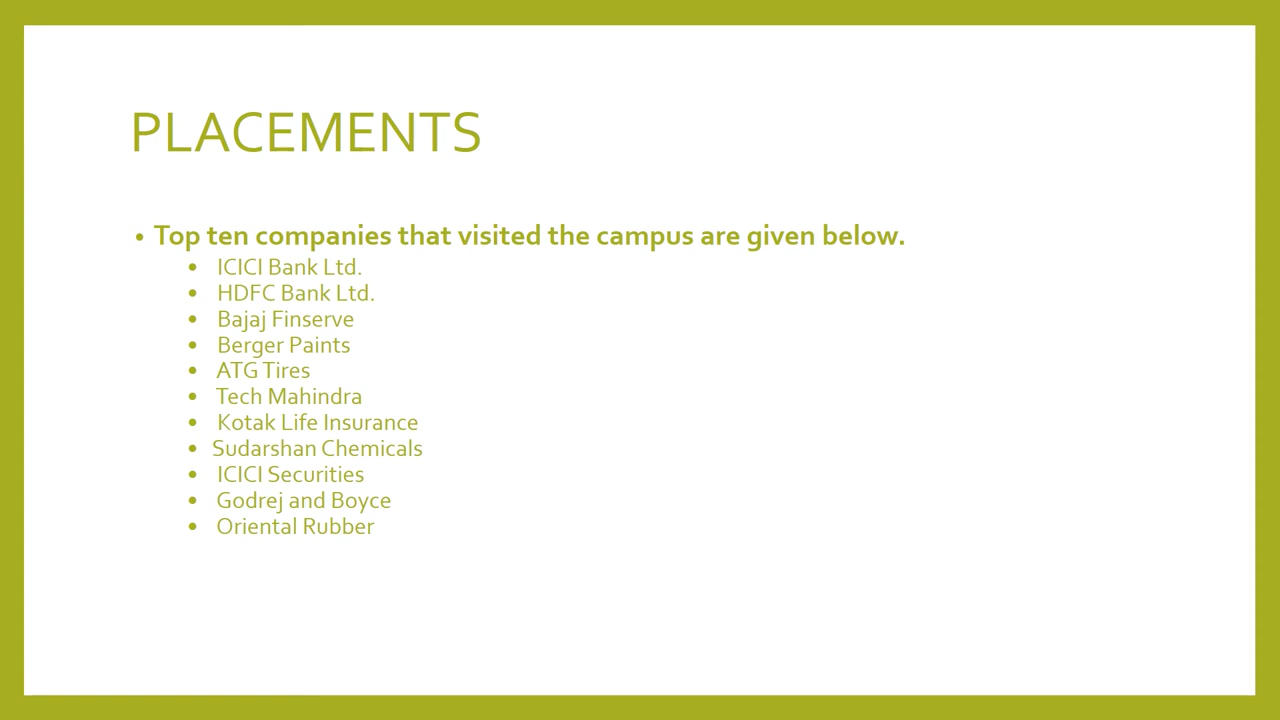 PLACEMENTS
• Top ten companies that visited the campus are given below.
• ICICI Bank Ltd.
• HDFC Bank Ltd.
• Bajaj Finserve
• Berger Paints
• ATG Tires
• Tech Mahindra
• Kotak Life Insurance
• Sudarshan Chemicals
• ICICI Securities
• Godrej and Boyce
• Oriental Rubber